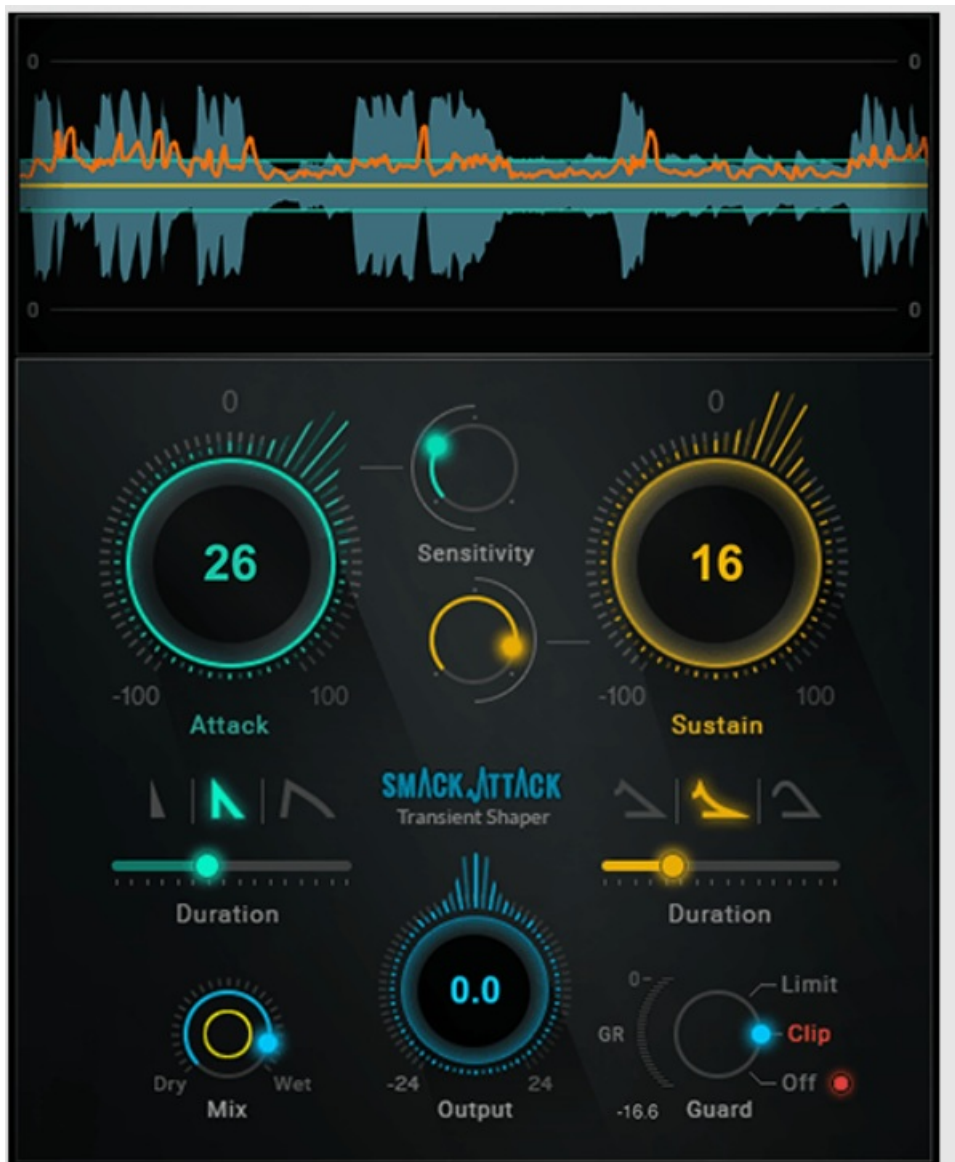 0 0
0 0
0 0
Sensitivity
26 16
-100 100 -100 100
Attack Sustain
SMACK ATTACK
Transient Shaper
Duration Duration
0.0
0- Limit
GR Clip
Dry Wet -24 24 Off
Mix Output -16.6 Guard